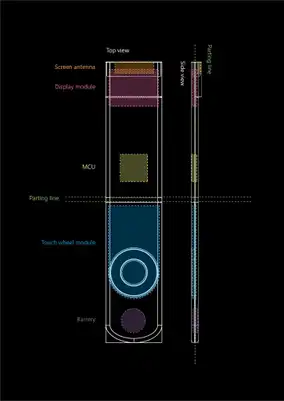 Top view
Side view
Parting line
Screen antenna
Display module
MCU
Parting line
Touch wheel module
Battery